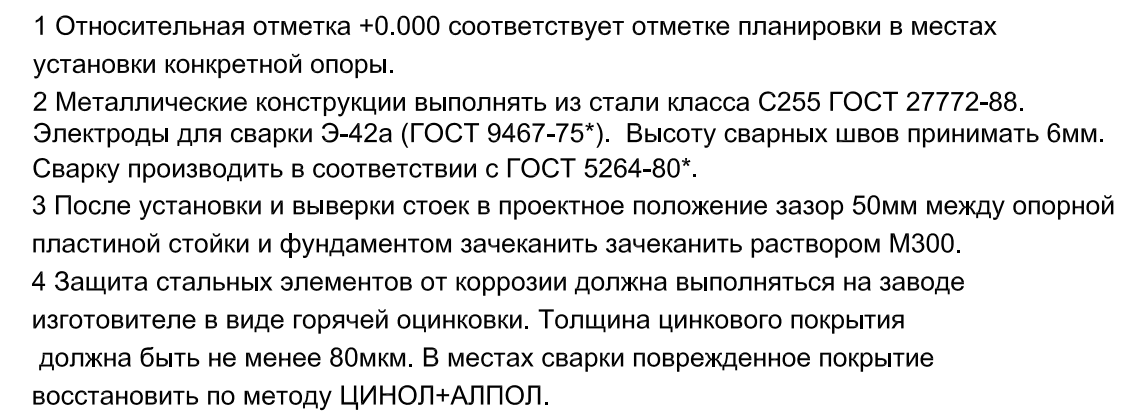 1 Относительная отметка +0.000 соответствует отметке планировки в местах
установки конкретной опоры.
2 Металлические конструкции выполнять из стали класса С255 ГОСТ 27772-88.
Электроды для сварки Э-42а (ГОСТ 9467-75*).  Высоту сварных швов принимать 6мм.
Сварку производить в соответствии с ГОСТ 5264-80*.
3 После установки и выверки стоек в проектное положение зазор 50мм между опорной
пластиной стойки и фундаментом зачеканить зачеканить раствором М300.
4 Защита стальных элементов от коррозии должна выполняться на заводе
изготовителе в виде горячей оцинковки. Толщина цинкового покрытия
должна быть не менее 80мкм. В местах сварки поврежденное покрытие
восстановить по методу ЦИНОЛ+АЛПОЛ.